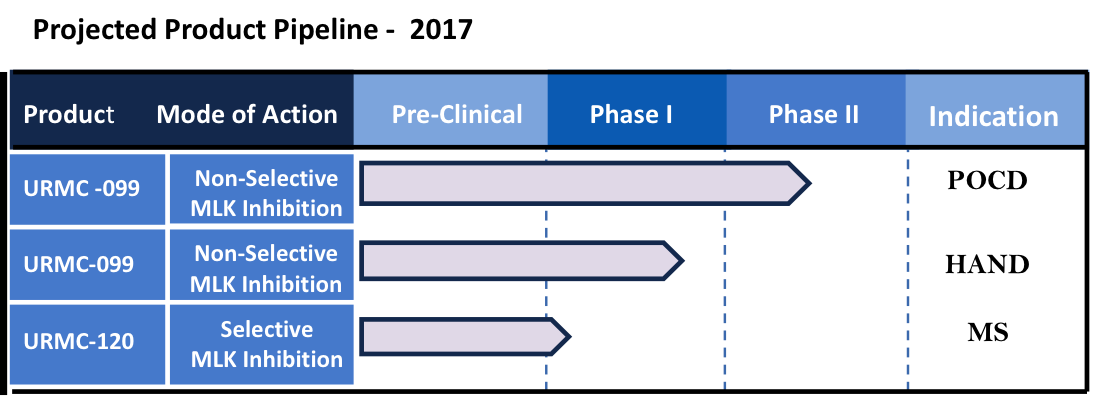 Projected Product Pipeline - 2017
Product Mode of Action Pre-Clinical Phase I Phase II Indication
URMC -099 Non-Selective MLK Inhibition POCD
URMC-099 Non-Selective MLK Inhibition HAND
URMC-120 Selective MLK Inhibition MS